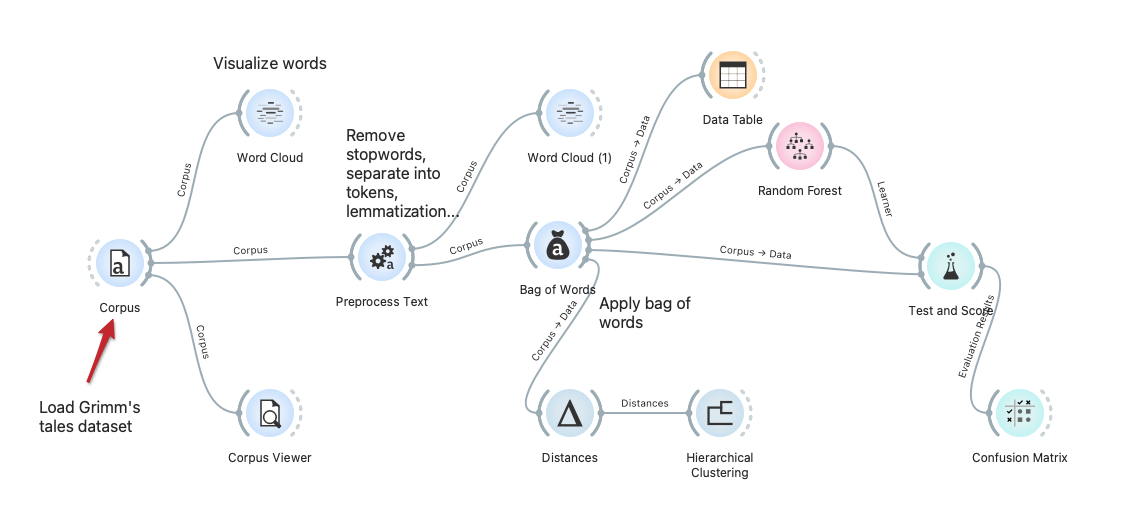 Visualize words
Word Cloud
Corpus
Remove
stopwords,
separate into
tokens,
lemmatization...
Word Cloud (1)
Corpus
Data Table
Corpus → Data
Random Forest
Corpus → Data
Learner
Corpus
Corpus
Preprocess Text
Corpus
Bag of Words
Corpus → Data
Test and Score
Apply bag of
words
Corpus → Data
Evaluation Results
Load Grimm's
tales dataset
Corpus
Corpus Viewer
Distances
Distances
Hierarchical
Clustering
Confusion Matrix
a
a
a